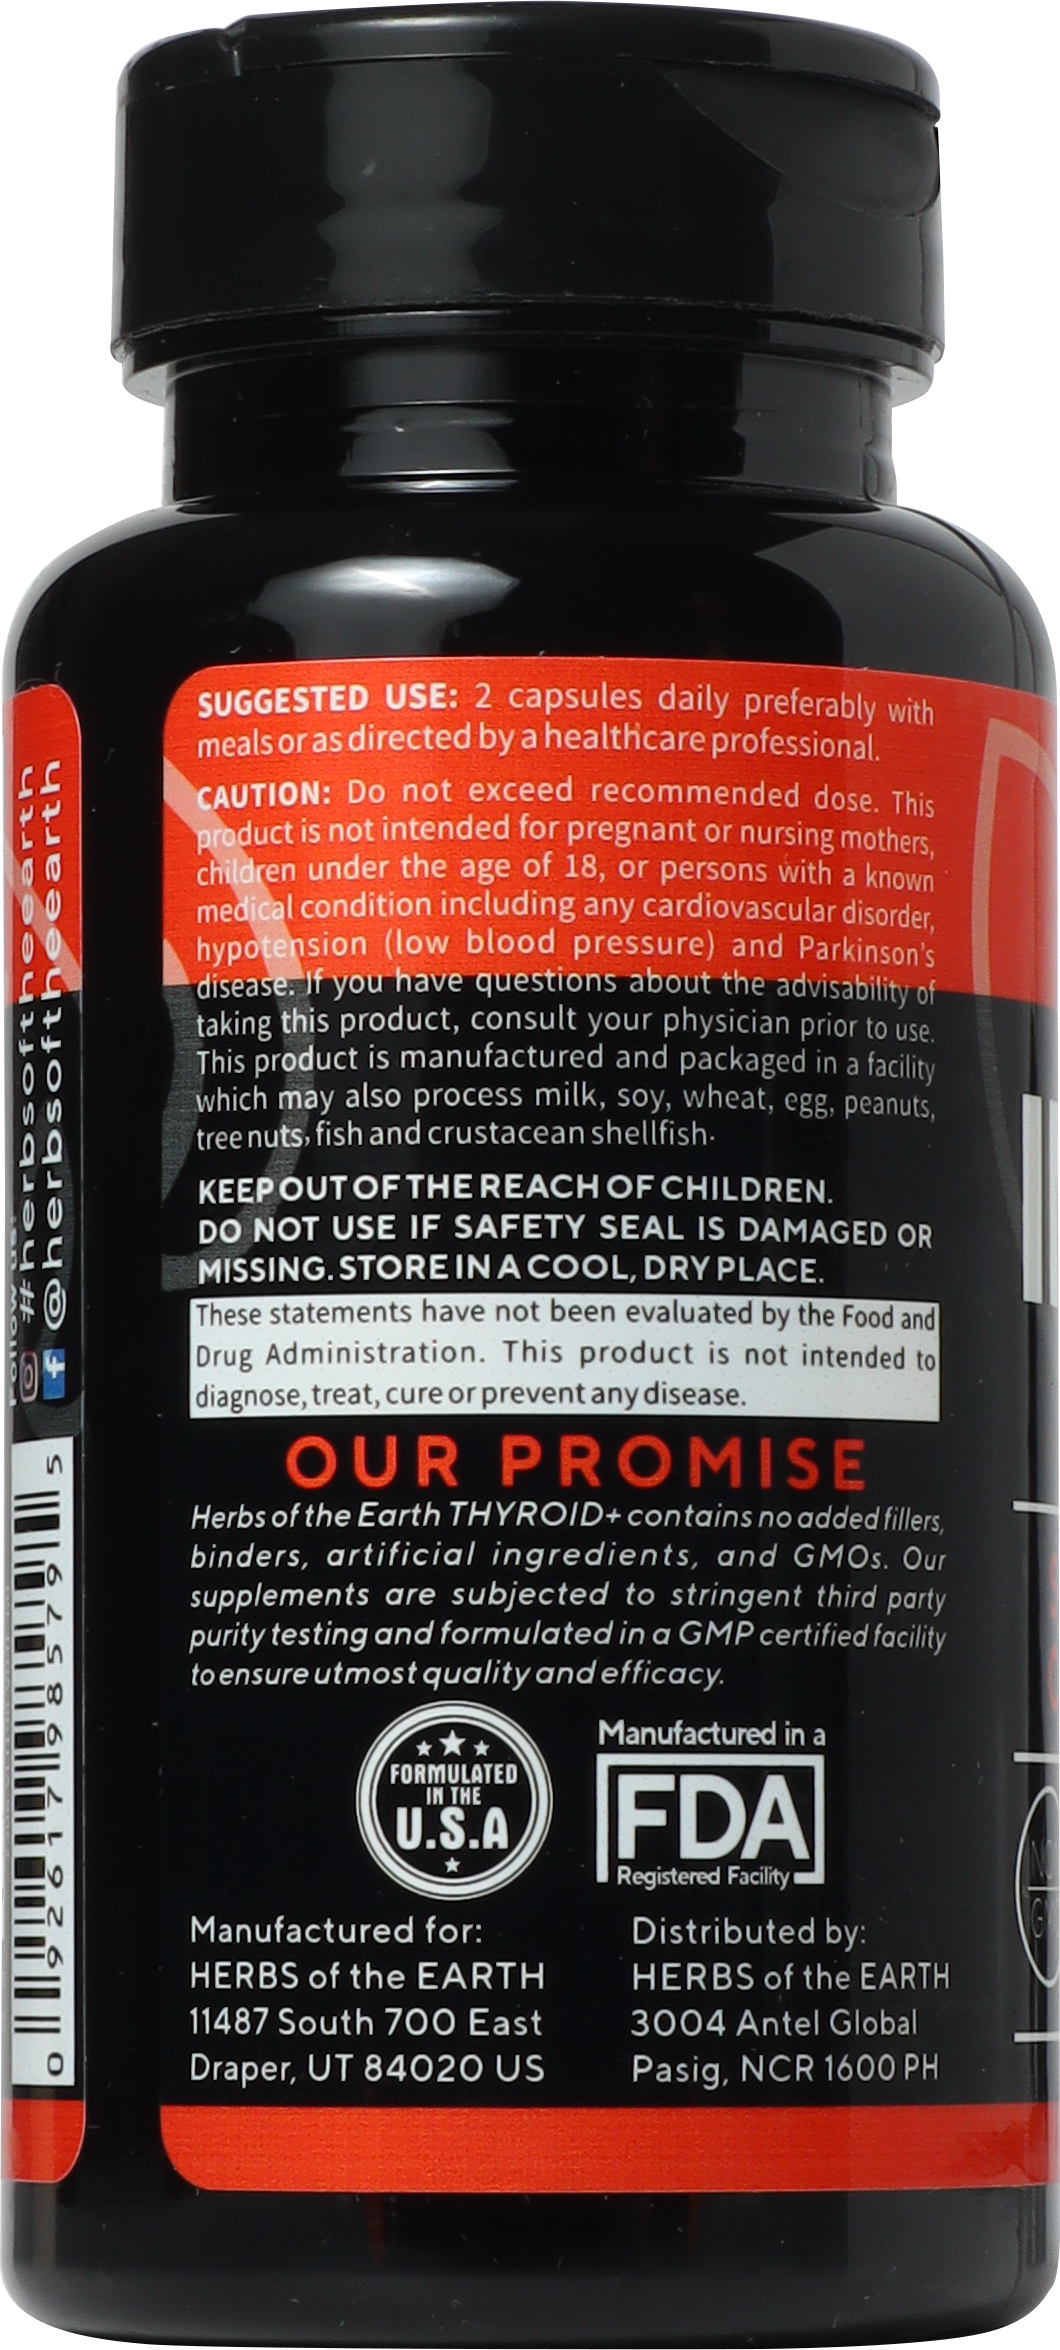 SUGGESTED USE: 2 capsules daily preferably with
meals or as directed by a healthcare professional.
CAUTION: Do not exceed recommended dose. This
product is not intended for pregnant or nursing mothers,
children under the age of 18, or persons with a known
medical condition including any cardiovascular disorder,
hypotension (low blood pressure) and Parkinson's
disease. If you have questions about the advisability of
taking this product, consult your physician prior to use.
This product is manufactured and packaged in a facility
which may also process milk, soy, wheat, egg, peanuts,
tree nuts, fish and crustacean shellfish.
KEEP OUT OF THE REACH OF CHILDREN.
DO NOT USE IF SAFETY SEAL IS DAMAGED OR
MISSING. STORE IN A COOL, DRY PLACE.
These statements have not been evaluated by the Food and
Drug Administration. This product is not intended to
diagnose, treat, cure or prevent any disease.
OUR PROMISE
Herbs of the Earth THYROID+ contains no added fillers,
binders, artificial ingredients, and GMOs. Our
supplements are subjected to stringent third party
purity testing and formulated in a GMP certified facility
to ensure utmost quality and efficacy.
FORMULATED
IN THE
U.S.A
Manufactured in a
FDA
Registered Facility
Manufactured for:
HERBS of the EARTH
11487 South 700 East
Draper, UT 84020 US
Distributed by:
HERBS of the EARTH
3004 Antel Global
Pasig, NCR 1600 PH
#herbsoftheearth
@herbsoftheearth
0 92617 98579 5